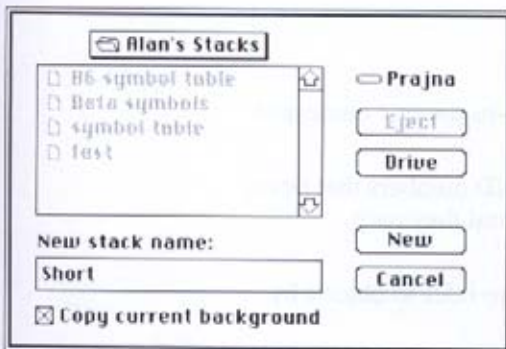 Alan's Stacks
B6 symbol table
Beta symbols
symbol table
test
Prajna
Eject
Drive
New stack name:
Short
New
Cancel
Copy current background